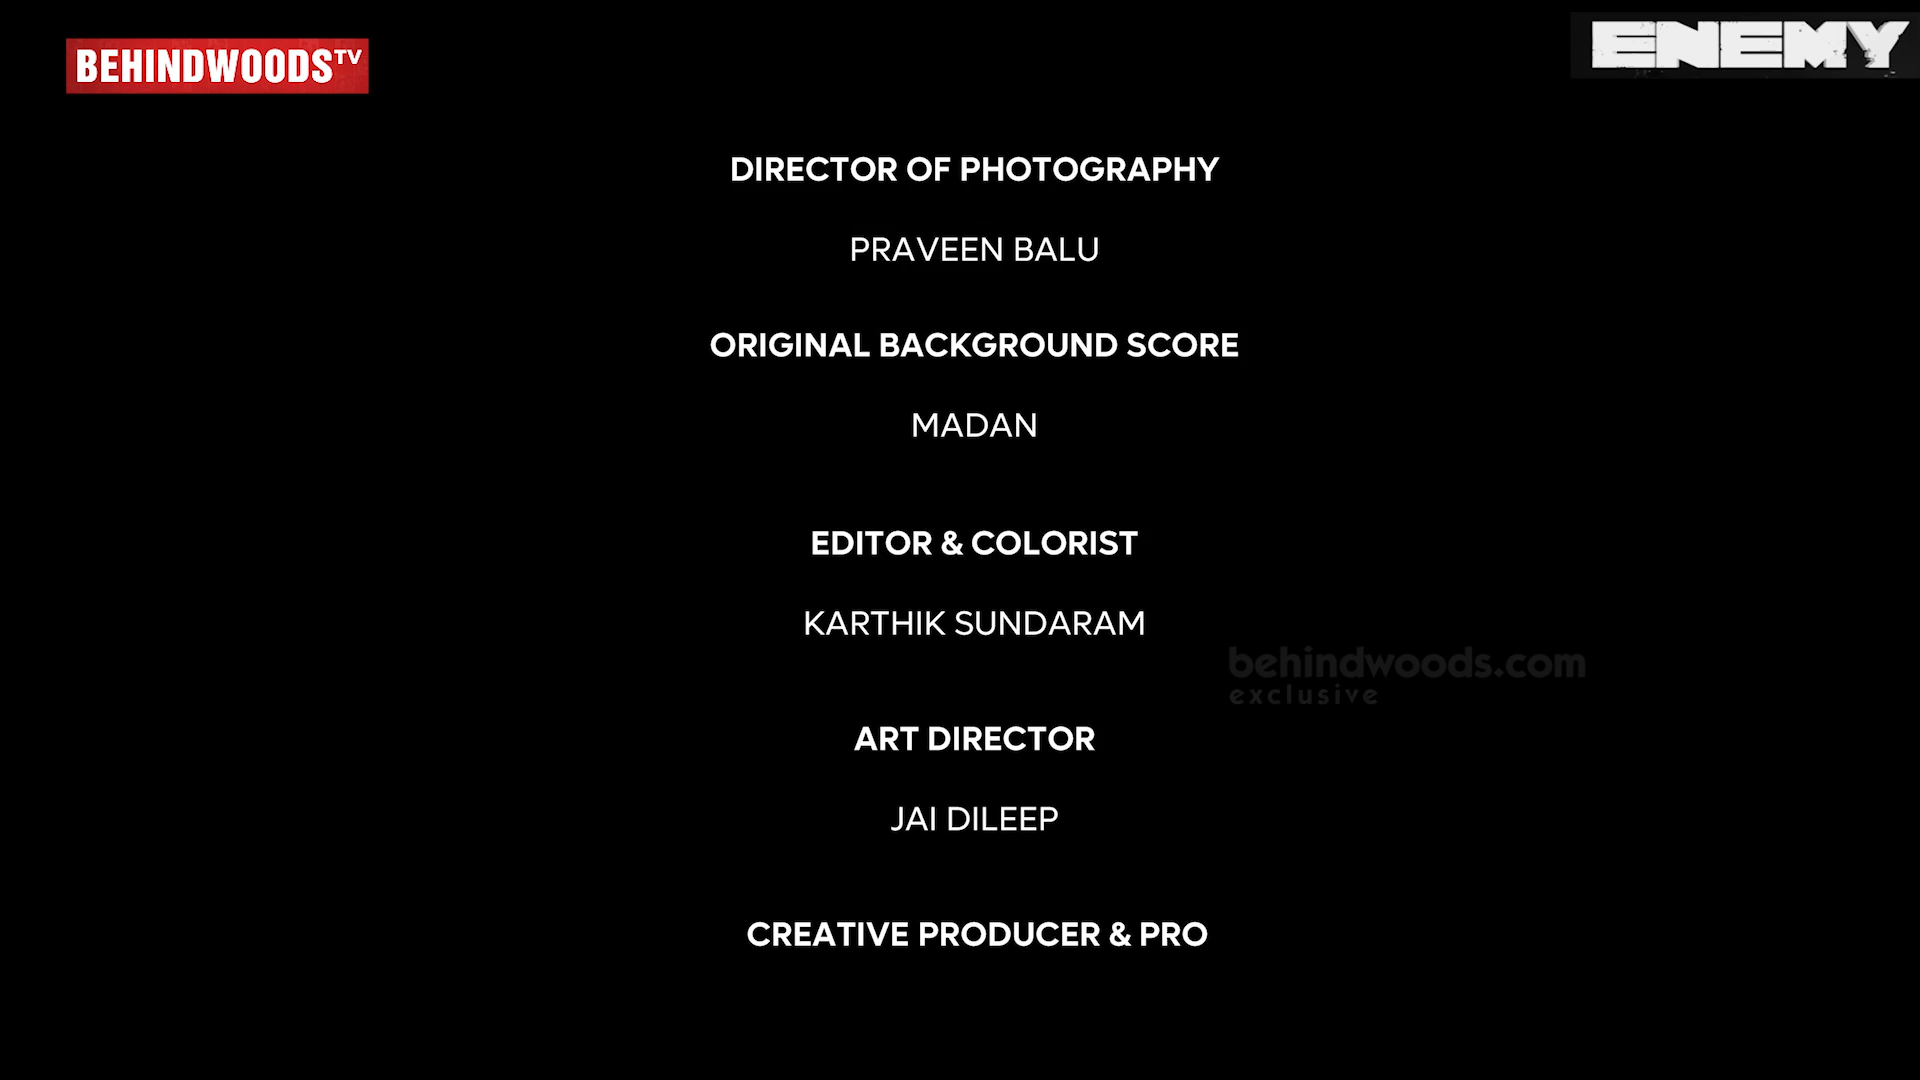 BEHINDWOODSTV
ENEMY
DIRECTOR OF PHOTOGRAPHY
PRAVEEN BALU
ORIGINAL BACKGROUND SCORE
MADAN
EDITOR & COLORIST
KARTHIK SUNDARAM
behindwoods.com
exclusive
ART DIRECTOR
JAI DILEEP
CREATIVE PRODUCER & PRO